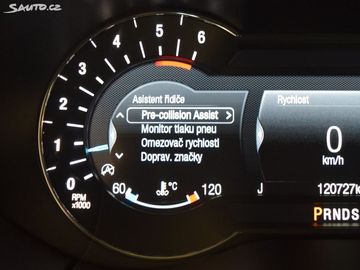 Sauto.cz
5
6
4
3
2
1
0
RPM
x1000
Asistent řidiče
Pre-collision Assist
Monitor tlaku pneu
Omezovač rychlosti
Doprav. značky
60 °C 120
Rychlost
0
km/h
J 120727k
PRNDS